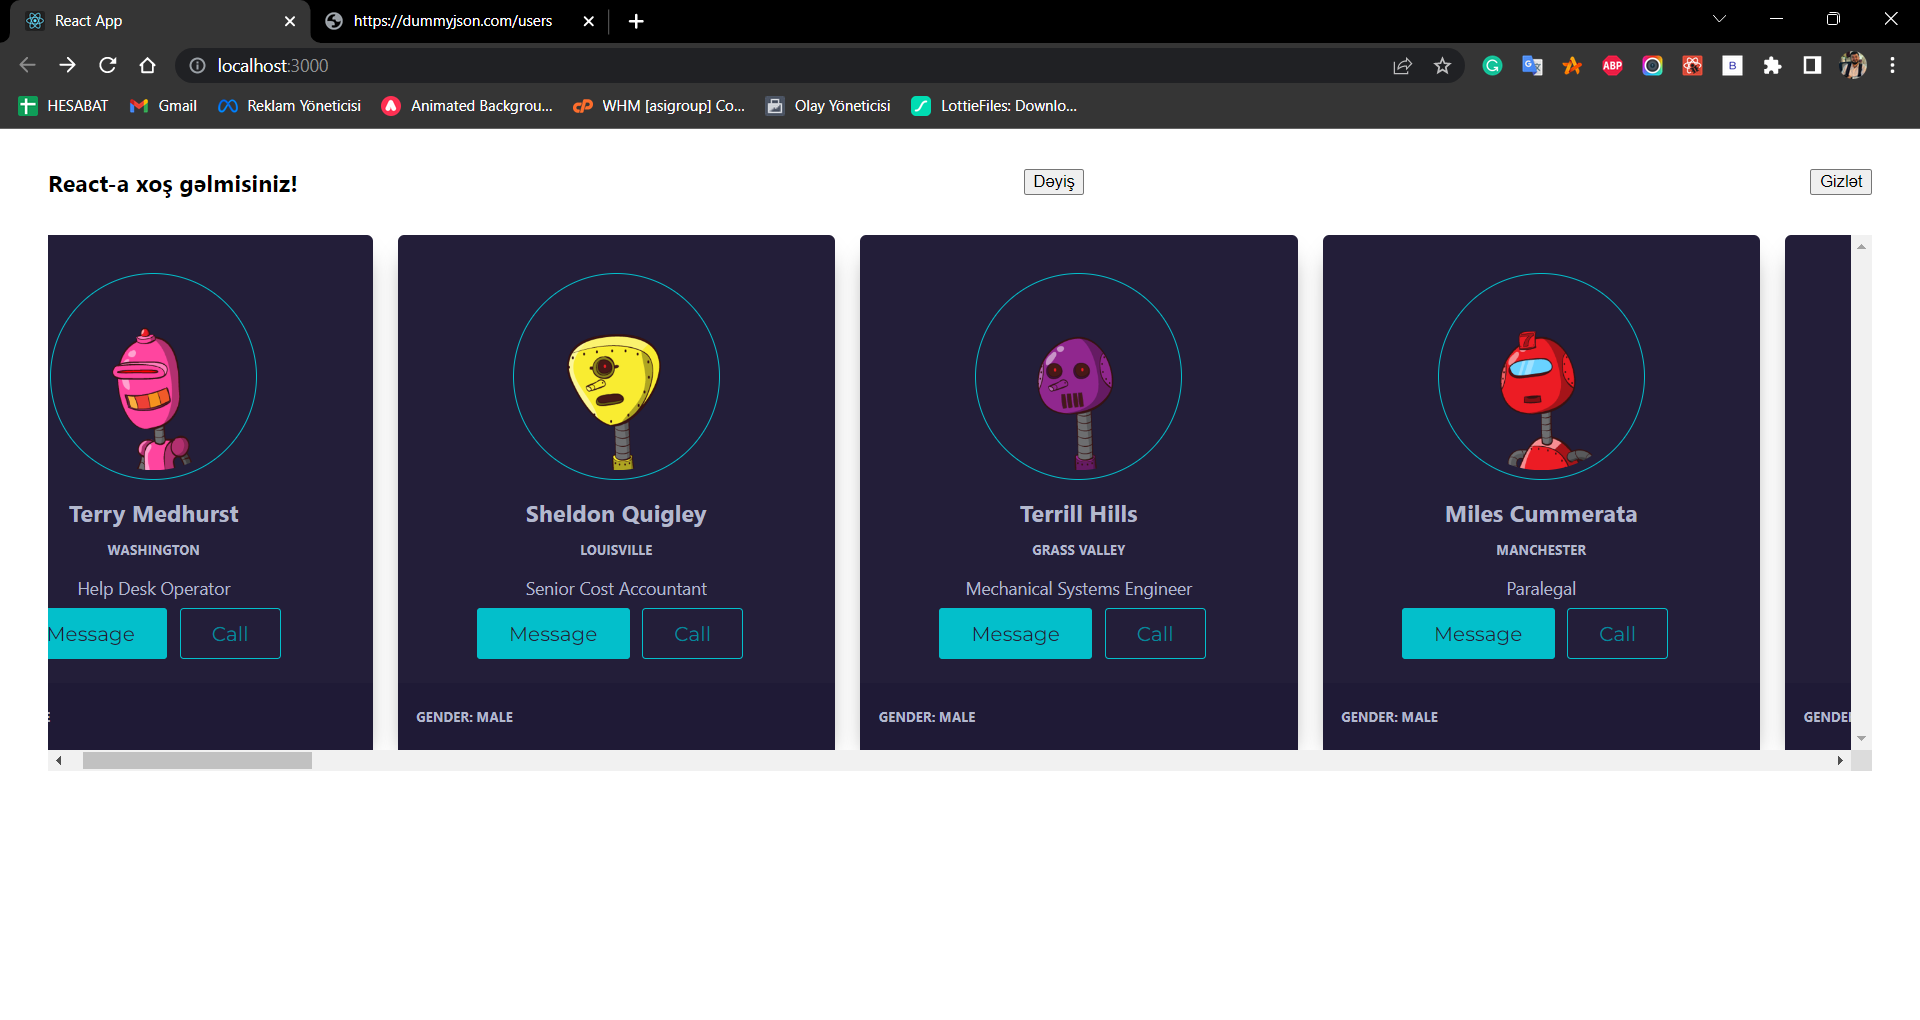 React App
https://dummyjson.com/users
localhost:3000
ABP
B
HESABAT
Gmail
Reklam Yöneticisi
Animated Backgrou...
WHM [asigroup] Co...
Olay Yöneticisi
LottieFiles: Downlo...
React-a xoş gəlmisiniz!
Dəyiş
Gizlət
Terry Medhurst
WASHINGTON
Help Desk Operator
Message
Call
Sheldon Quigley
LOUISVILLE
Senior Cost Accountant
Message
Call
GENDER: MALE
Terrill Hills
GRASS VALLEY
Mechanical Systems Engineer
Message
Call
GENDER: MALE
Miles Cummerata
MANCHESTER
Paralegal
Message
Call
GENDER: MALE